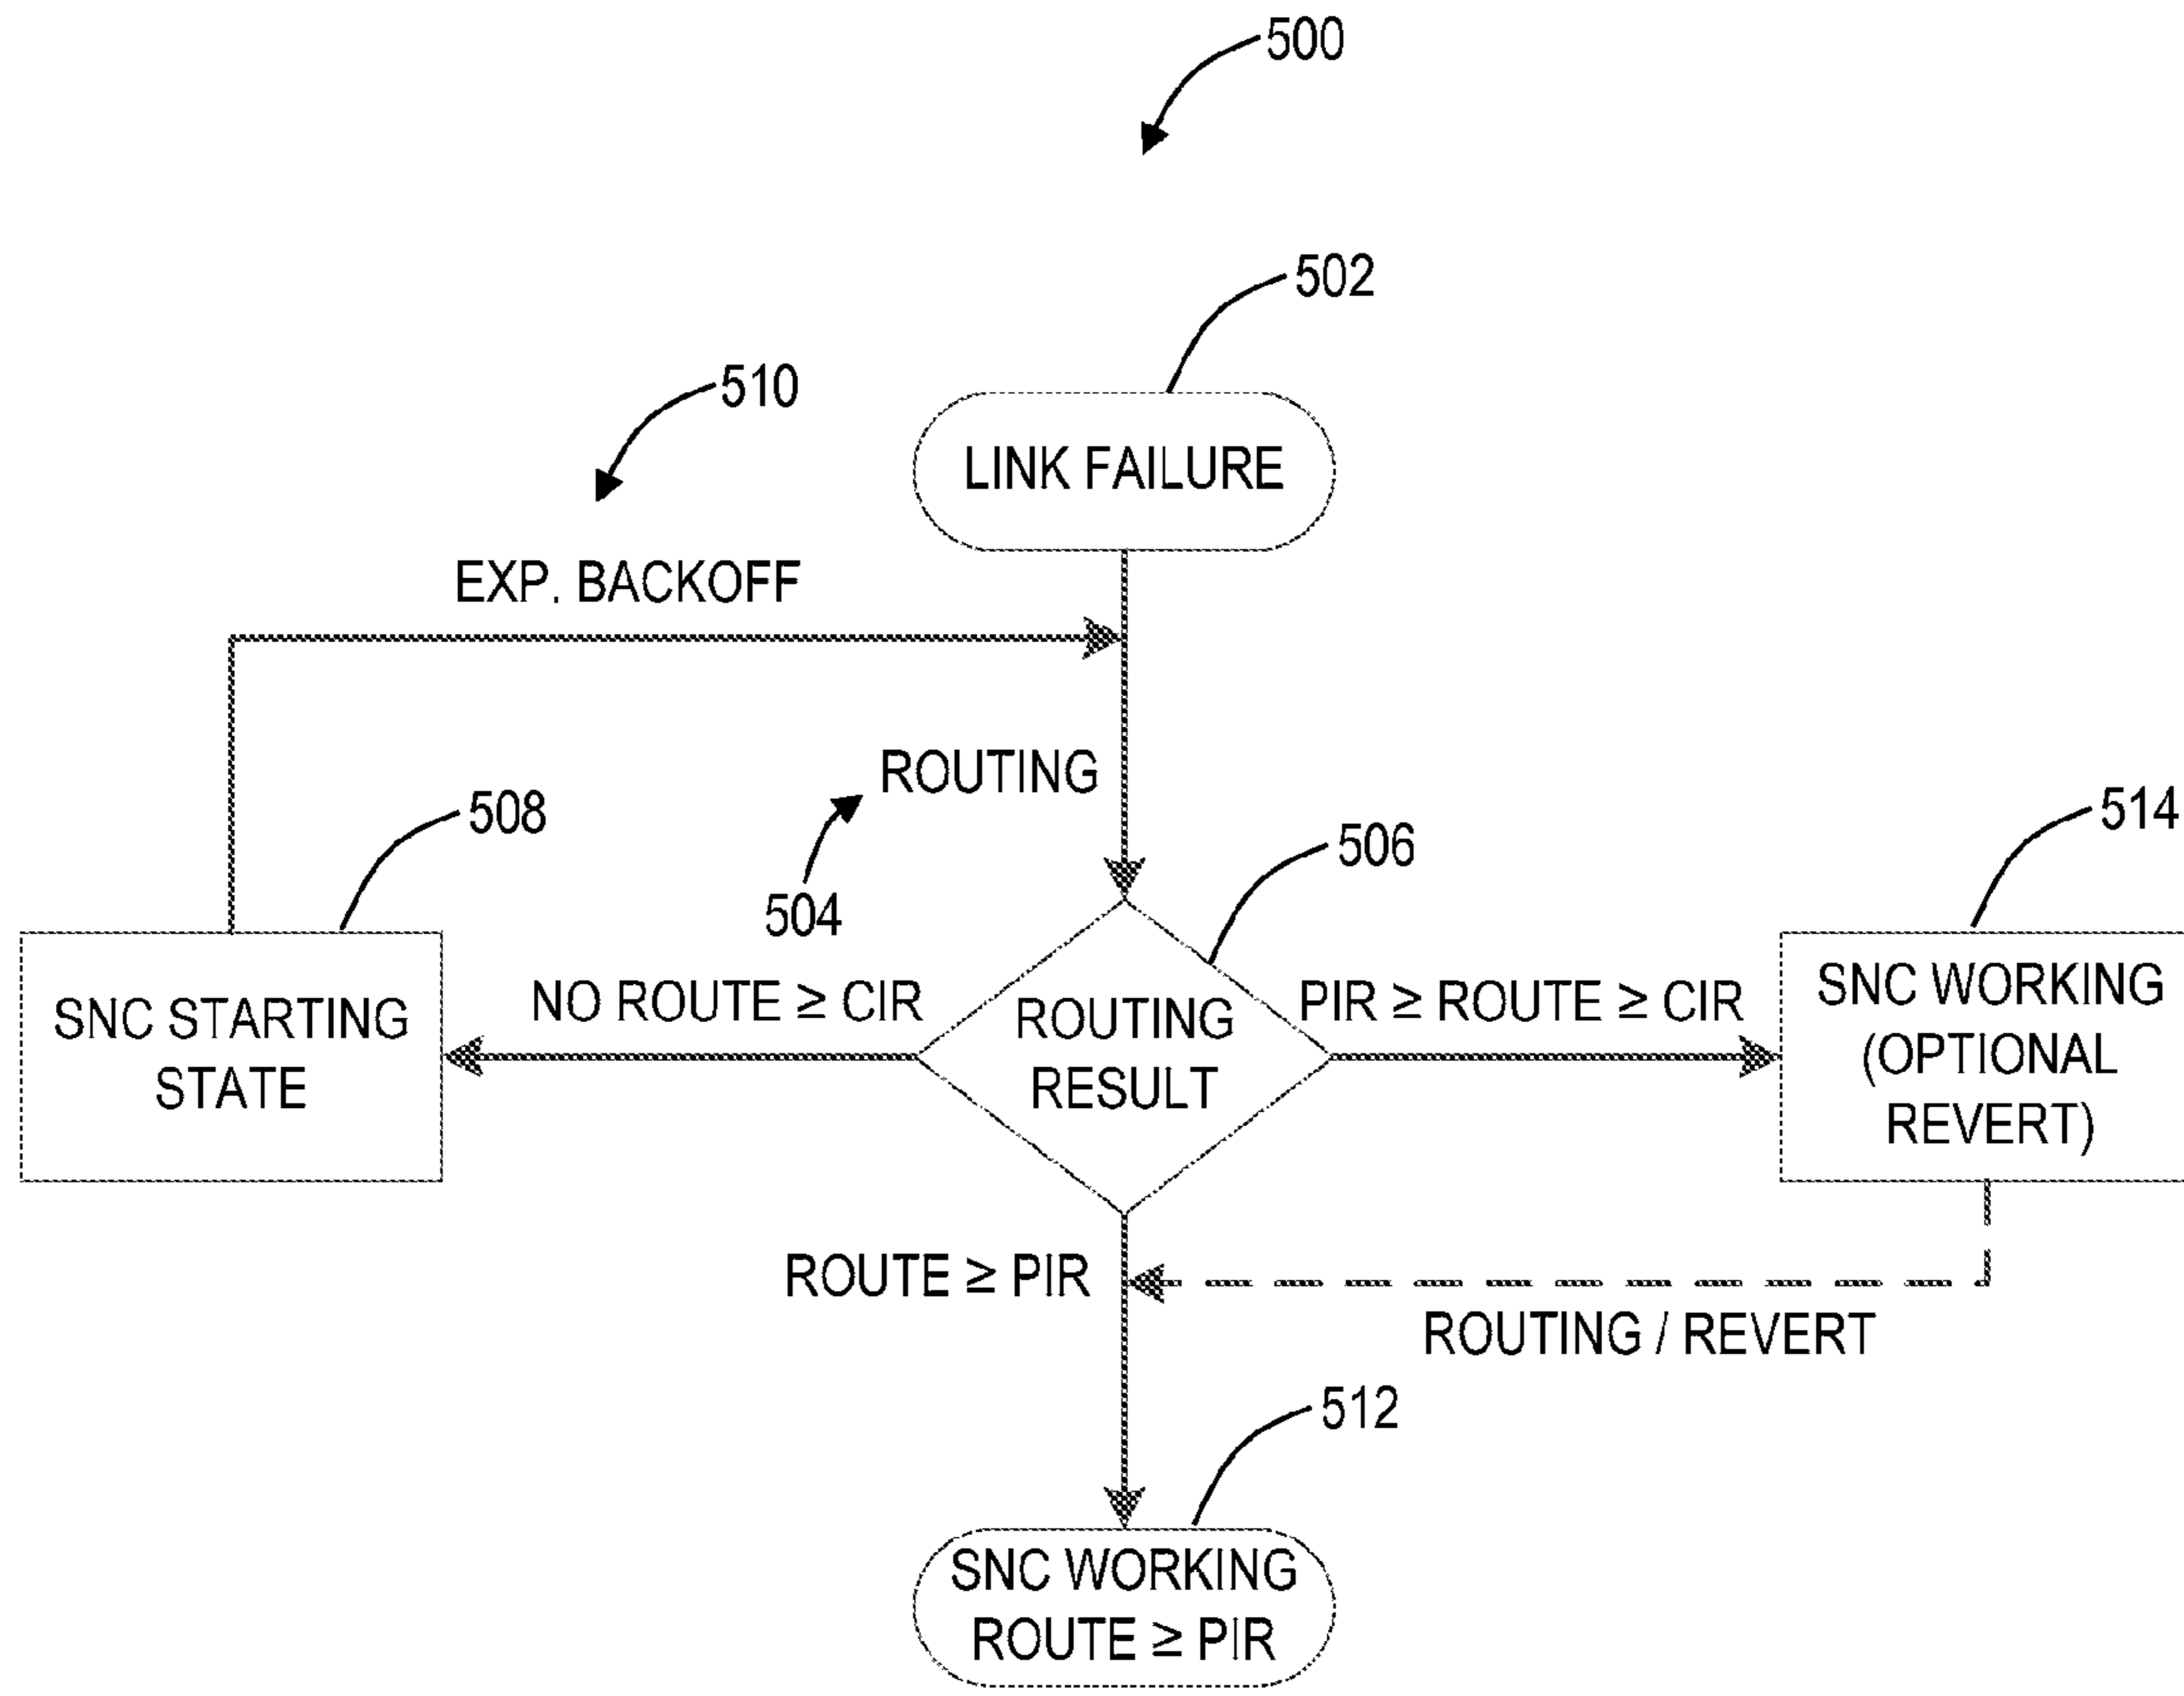 500
502
510
LINK FAILURE
EXP. BACKOFF
ROUTING
504
508
506
514
SNC STARTING
STATE
NO ROUTE ≥ CIR
ROUTING
RESULT
PIR ≥ ROUTE ≥ CIR
SNC WORKING
(OPTIONAL
REVERT)
ROUTE ≥ PIR
ROUTING / REVERT
512
SNC WORKING
ROUTE ≥ PIR